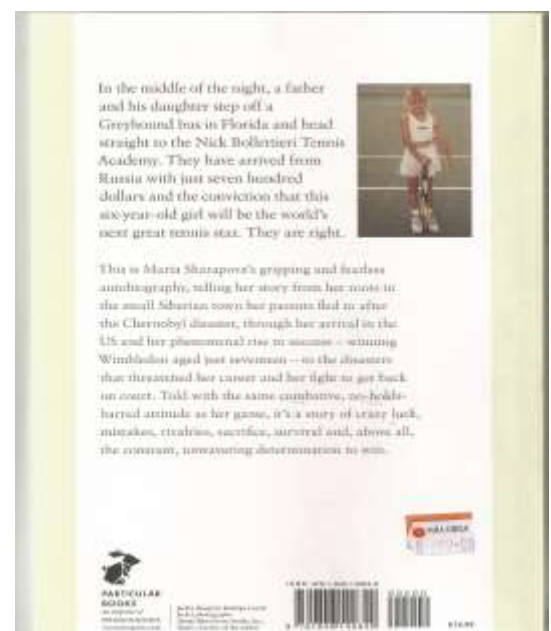 In the middle of the night, a father
and his daughter step off a
Greyhound bus in Florida and head
straight to the Nick Bollettieri Tennis
Academy. They have arrived from
Russia with just seven hundred
dollars and the conviction that this
six-year-old girl will be the world's
next great tennis star. They are right.
This is Maria Sharapova's gripping and fearless
autobiography, telling her story from her roots in
the small Siberian town her parents fled to after
the Chernobyl disaster, through her arrival in the
US and her phenomenal rise to success – winning
Wimbledon aged just seventeen – to the disasters
that threatened her career and her fight to get back
on court. Told with the same combative, no-holds-
barred attitude as her game, it's a story of crazy luck,
mistakes, rivalries, sacrifice, survival and, above all,
the constant, unwavering determination to win.
PARTICULAR
BOOKS
ISBN